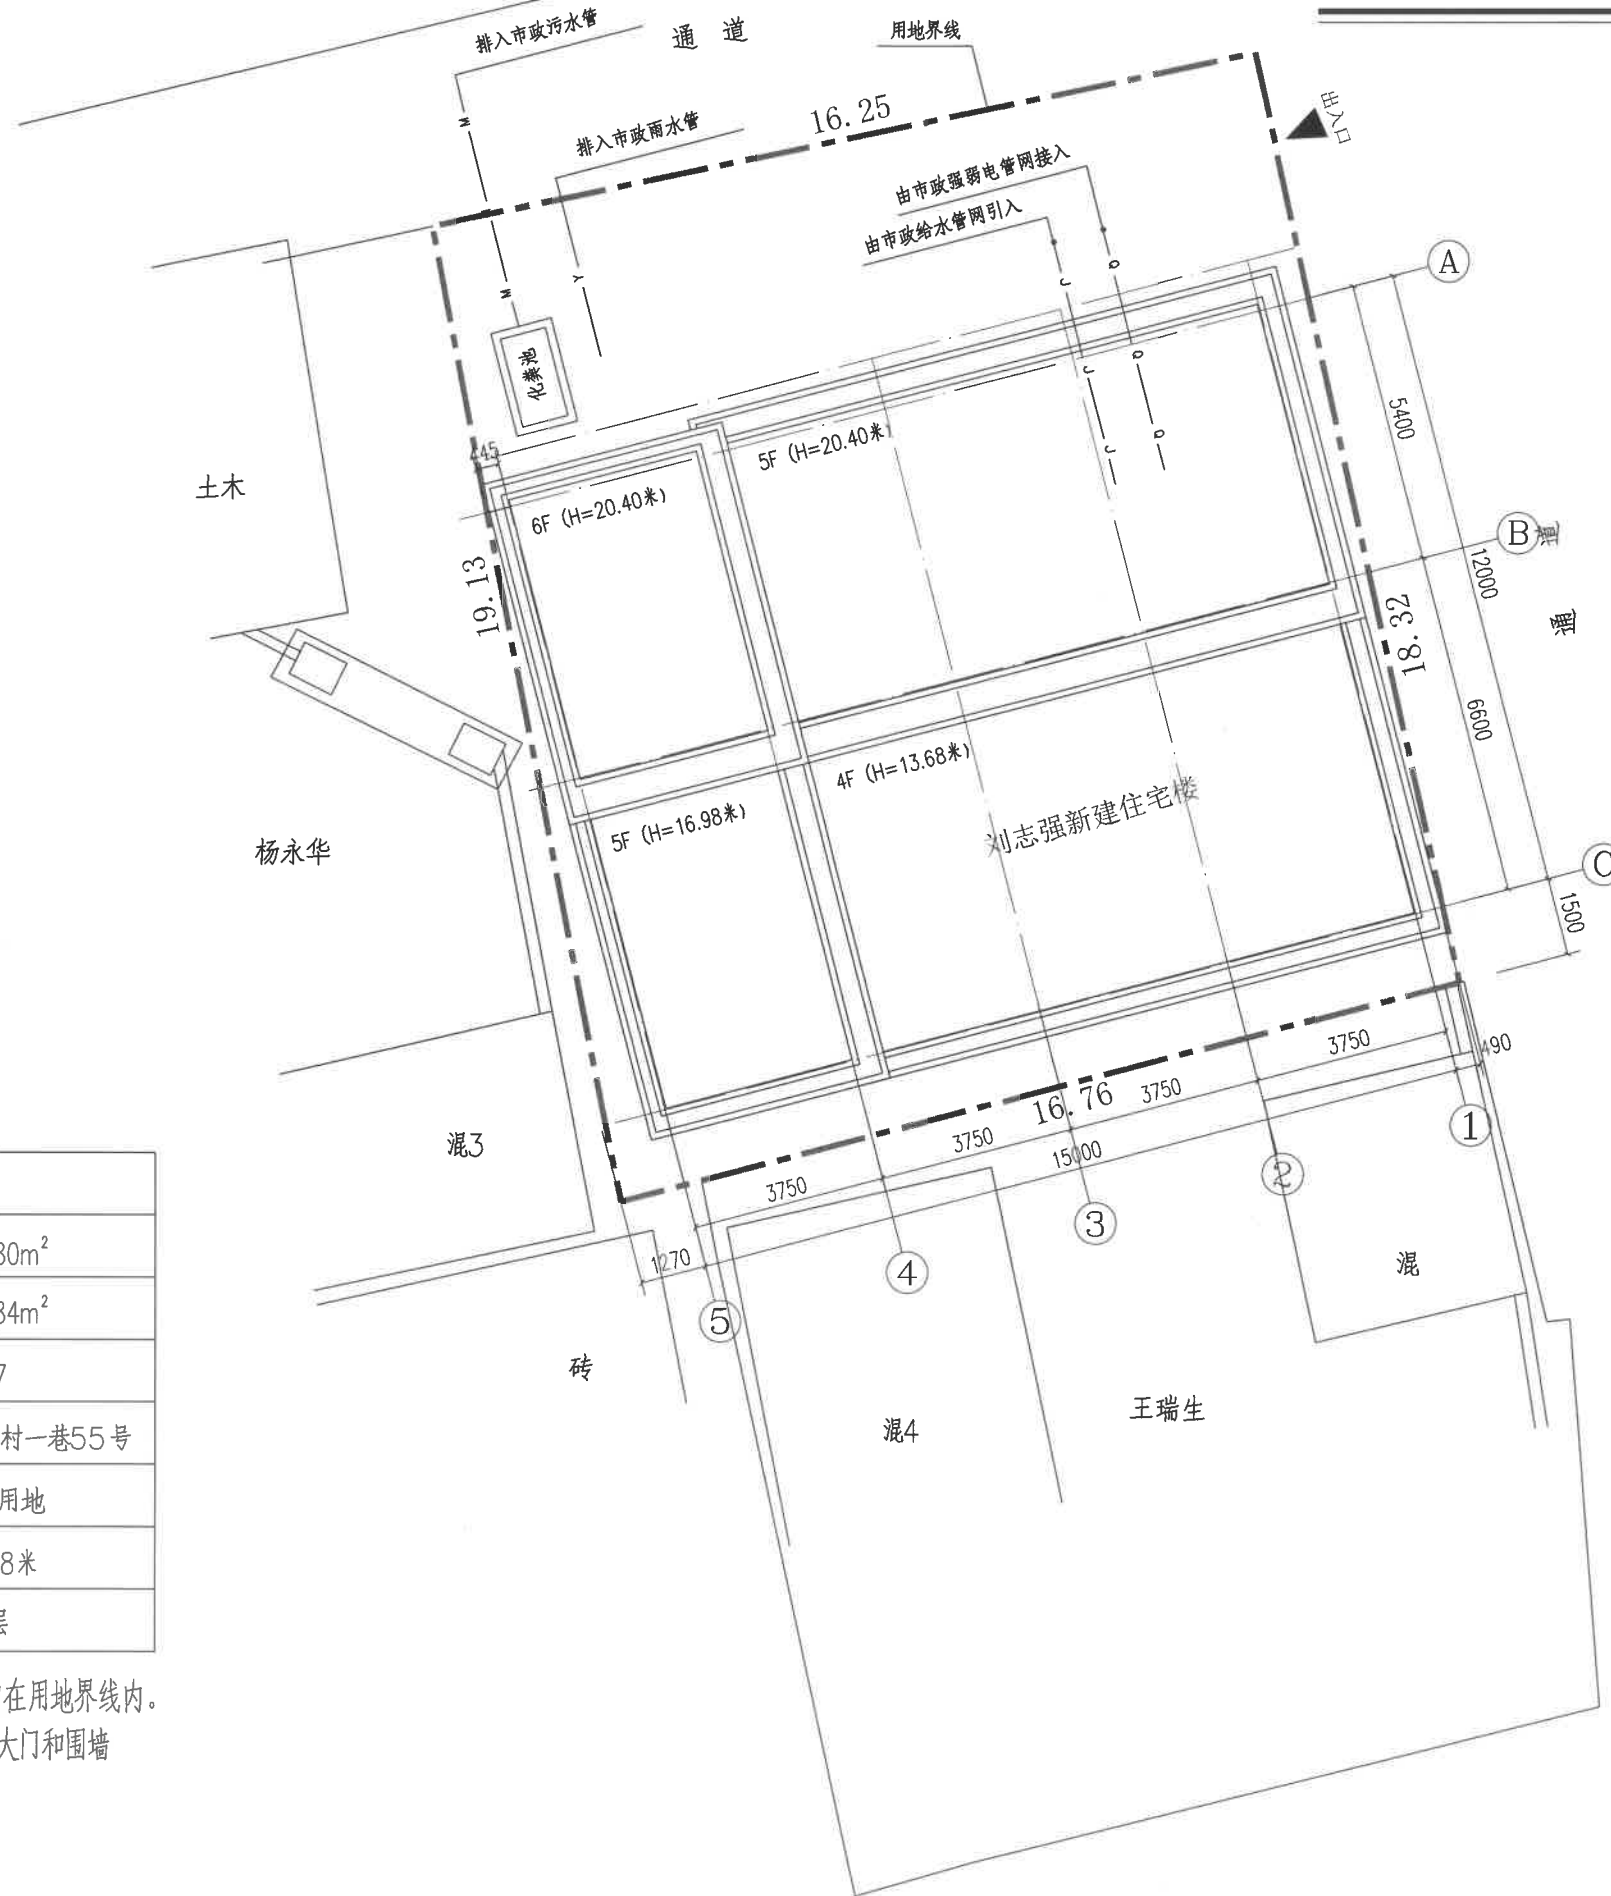 排入市政污水管
通 道
用地界线
出入口
排入市政雨水管
16.25
由市政强弱电管网接入
由市政给水管网引入
M
M
Y
J
J
J
Q
Q
Q
A
化粪池
445
5400
5F (H=20.40米)
6F (H=20.40米)
土木
19.13
B
通 道
12000
18.32
6600
4F (H=13.68米)
刘志强新建住宅楼
5F (H=16.98米)
杨永华
C
1500
3750
490
16.76
3750
3750
15000
3750
1270
1
2
3
4
5
混3
混
砖
混4
王瑞生
30m²
34m²
7
村一巷55号
用地
8米
层
在用地界线内。
大门和围墙